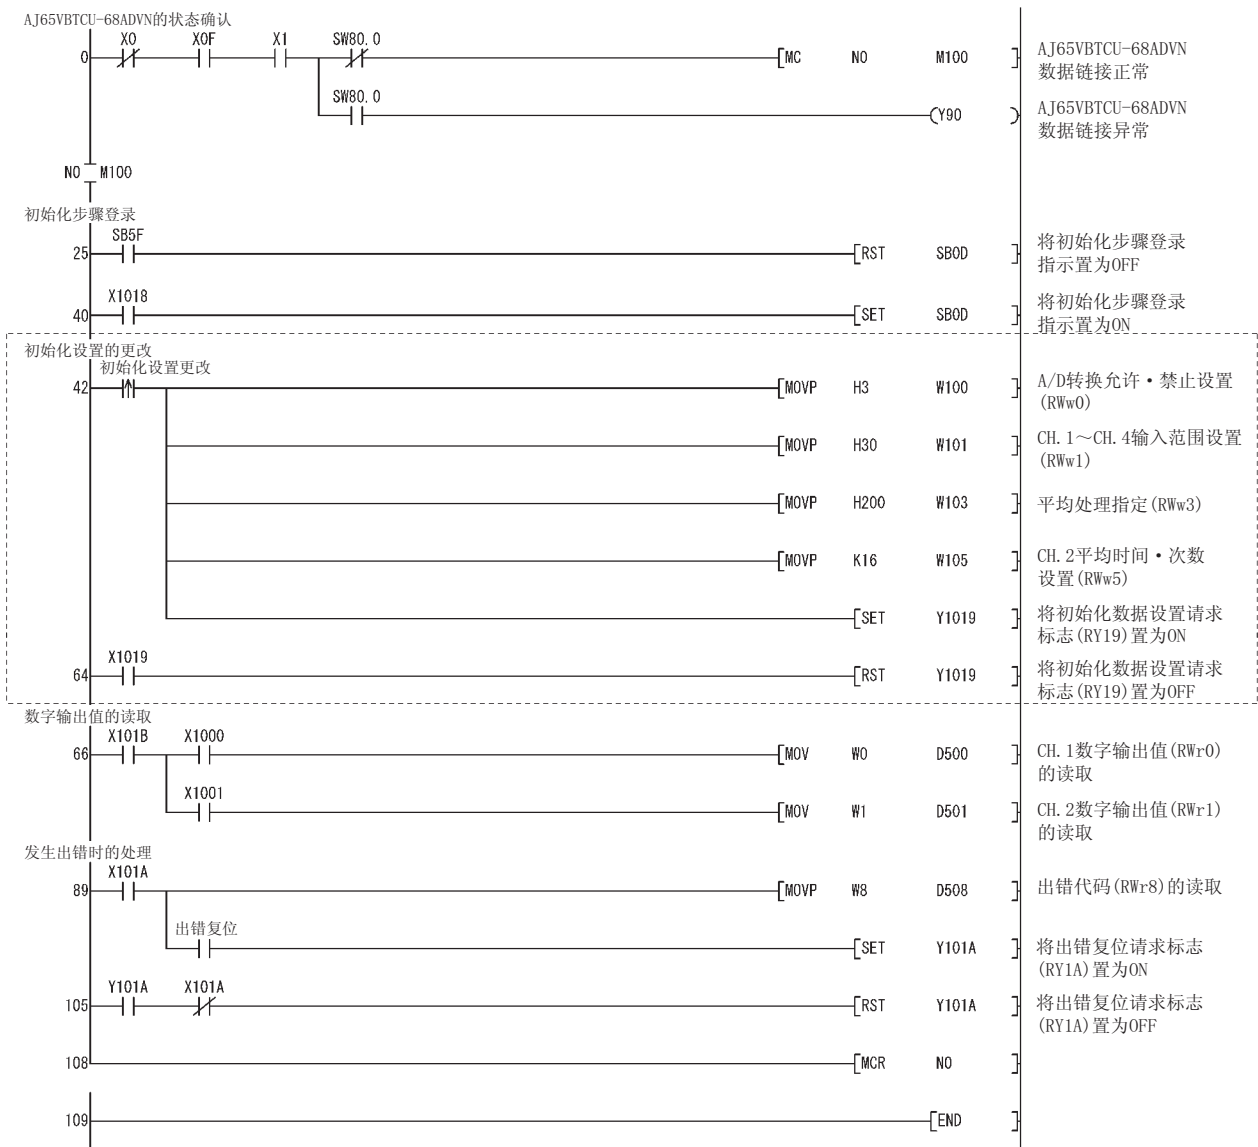 AJ65VBTCU-68ADVN的状态确认
X0 X0F X1 SW80.0
0 MC N0 M100 AJ65VBTCU-68ADVN
数据链接正常
SW80.0
Y90 AJ65VBTCU-68ADVN
数据链接异常
N0 M100
初始化步骤登录
SB5F
25 RST SB0D 将初始化步骤登录
指示置为OFF
X1018
40 SET SB0D 将初始化步骤登录
指示置为ON
初始化设置的更改
初始化设置更改
42 MOVP H3 W100 A/D转换允许·禁止设置
(RWw0)
MOVP H30 W101 CH.1～CH.4输入范围设置
(RWw1)
MOVP H200 W103 平均处理指定(RWw3)
MOVP K16 W105 CH.2平均时间·次数
设置(RWw5)
SET Y1019 将初始化数据设置请求
标志(RY19)置为ON
X1019
64 RST Y1019 将初始化数据设置请求
标志(RY19)置为OFF
数字输出值的读取
X101B X1000
66 MOV W0 D500 CH.1数字输出值(RWr0)
的读取
X1001
MOV W1 D501 CH.2数字输出值(RWr1)
的读取
发生出错时的处理
X101A
89 MOVP W8 D508 出错代码(RWr8)的读取
出错复位
SET Y101A 将出错复位请求标志
(RY1A)置为ON
Y101A X101A
105 RST Y101A 将出错复位请求标志
(RY1A)置为OFF
108 MCR N0
109 END